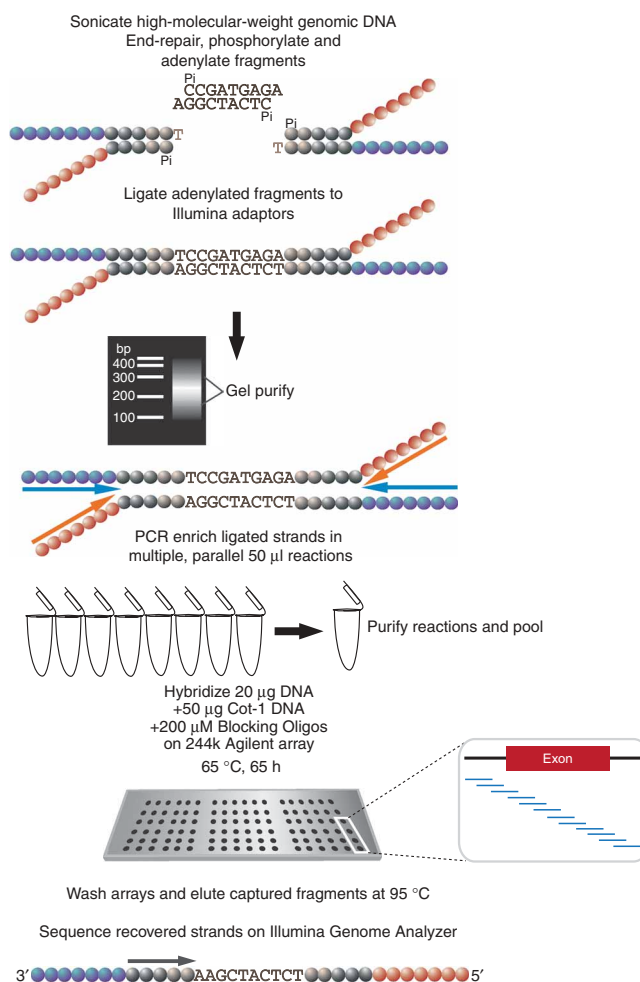 Sonicate high-molecular-weight genomic DNA
End-repair, phosphorylate and
adenylate fragments
Pi
CCGATGAGA
AGGCTACTC
Pi
Pi
T
T
Pi
Ligate adenylated fragments to
Illumina adaptors
TCCGATGAGA
AGGCTACTCT
bp
400
300
200
100
Gel purify
TCCGATGAGA
AGGCTACTCT
PCR enrich ligated strands in
multiple, parallel 50 µl reactions
Purify reactions and pool
Hybridize 20 µg DNA
+50 µg Cot-1 DNA
+200 µM Blocking Oligos
on 244k Agilent array
65 °C, 65 h
Exon
Wash arrays and elute captured fragments at 95 °C
Sequence recovered strands on Illumina Genome Analyzer
3′ AAGCTACTCT 5′